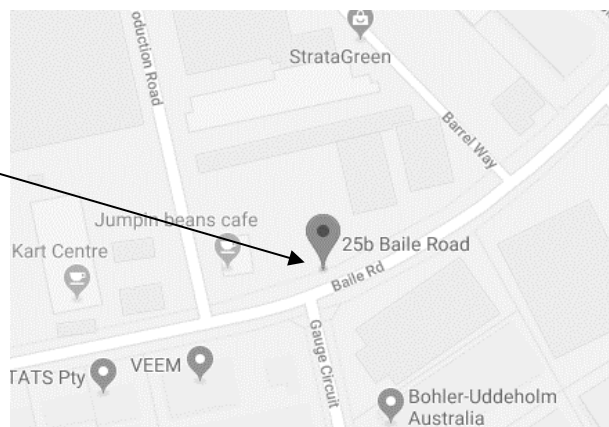 oduction Road
StrataGreen
Barrel Way
Jumpin beans cafe
Kart Centre
25b Baile Road
Baile Rd
Gauge Circuit
TATS Pty
VEEM
Bohler-Uddeholm
Australia